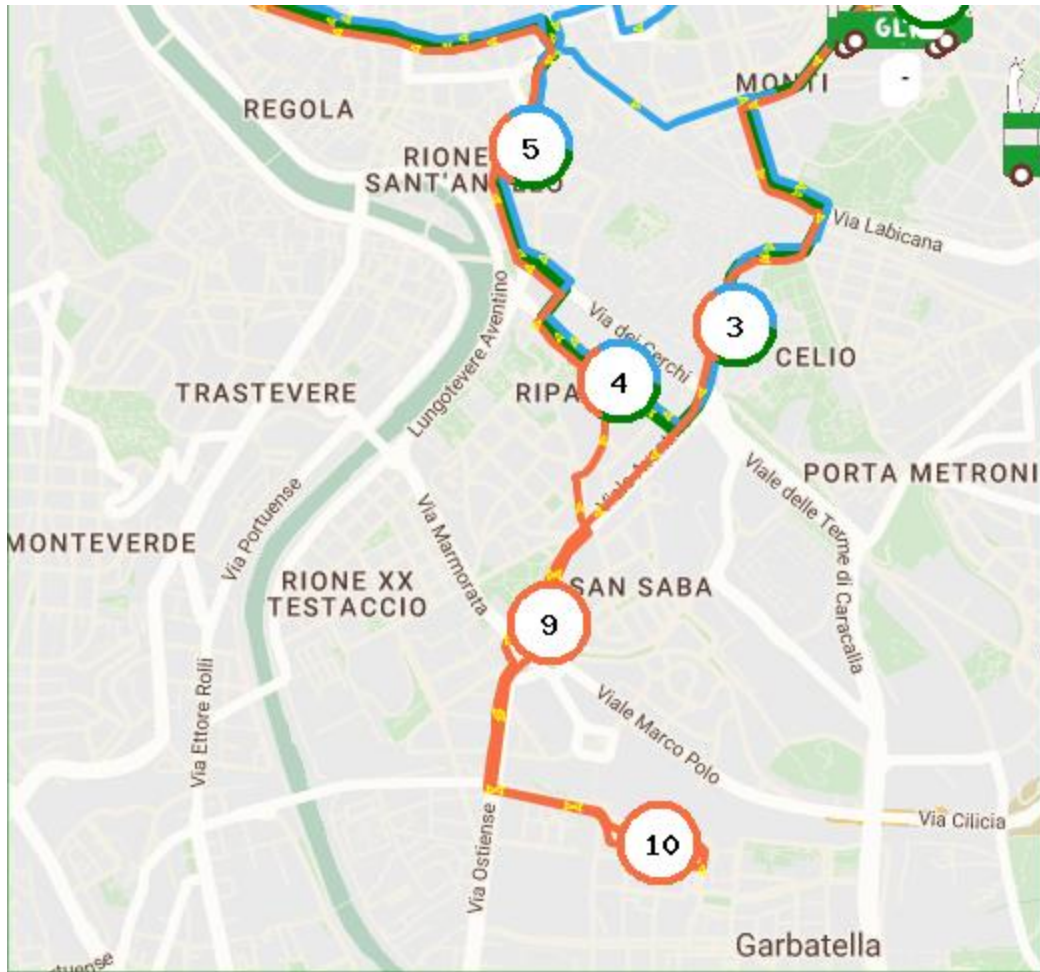 GL
MONTI
-
REGOLA
5
RIONE
SANT'AN
Via Labicana
Lungotevere Aventino
Via dei Cerchi
3
CELIO
4
TRASTEVERE
RIPA
PORTA METRONI
Viale delle Terme di Caracalla
Via Portuense
Via Marmorata
MONTEVERDE
RIONE XX
TESTACCIO
SAN SABA
9
Via Ettore Rolli
Viale Marco Polo
Via Cilicia
10
Via Ostiense
Garbatella